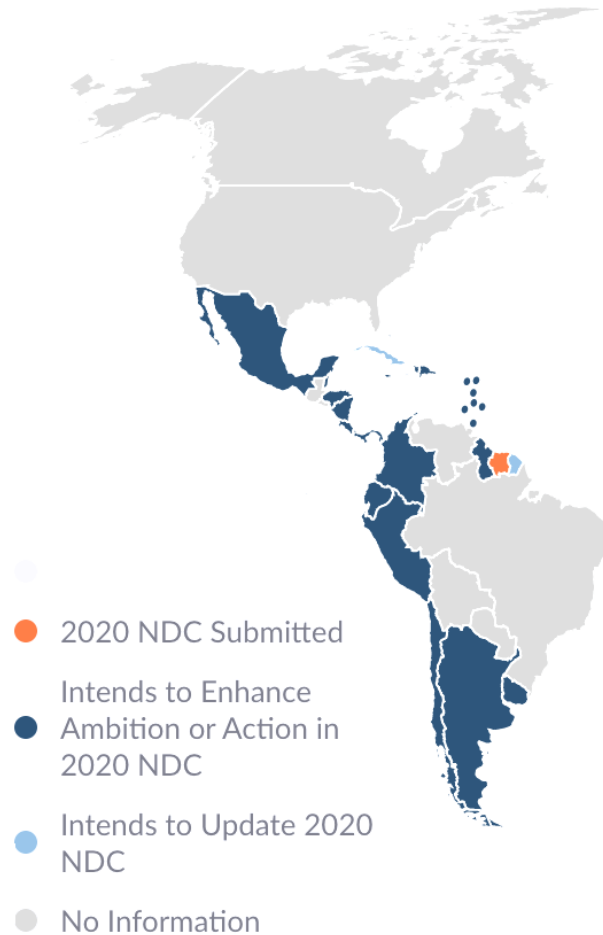 2020 NDC Submitted
Intends to Enhance
Ambition or Action in
2020 NDC
Intends to Update 2020
NDC
No Information